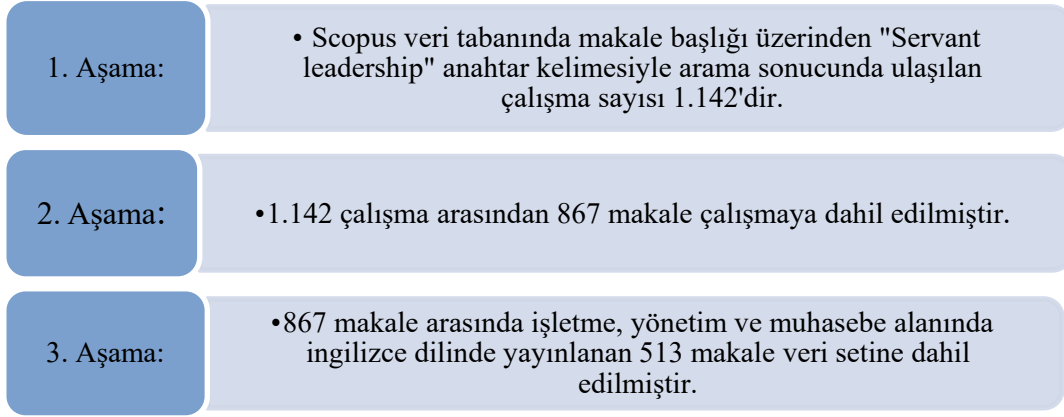 1. Aşama:
• Scopus veri tabanında makale başlığı üzerinden "Servant
leadership" anahtar kelimesiyle arama sonucunda ulaşılan
çalışma sayısı 1.142'dir.
2. Aşama:
•1.142 çalışma arasından 867 makale çalışmaya dahil edilmiştir.
3. Aşama:
•867 makale arasında işletme, yönetim ve muhasebe alanında
ingilizce dilinde yayınlanan 513 makale veri setine dahil
edilmiştir.